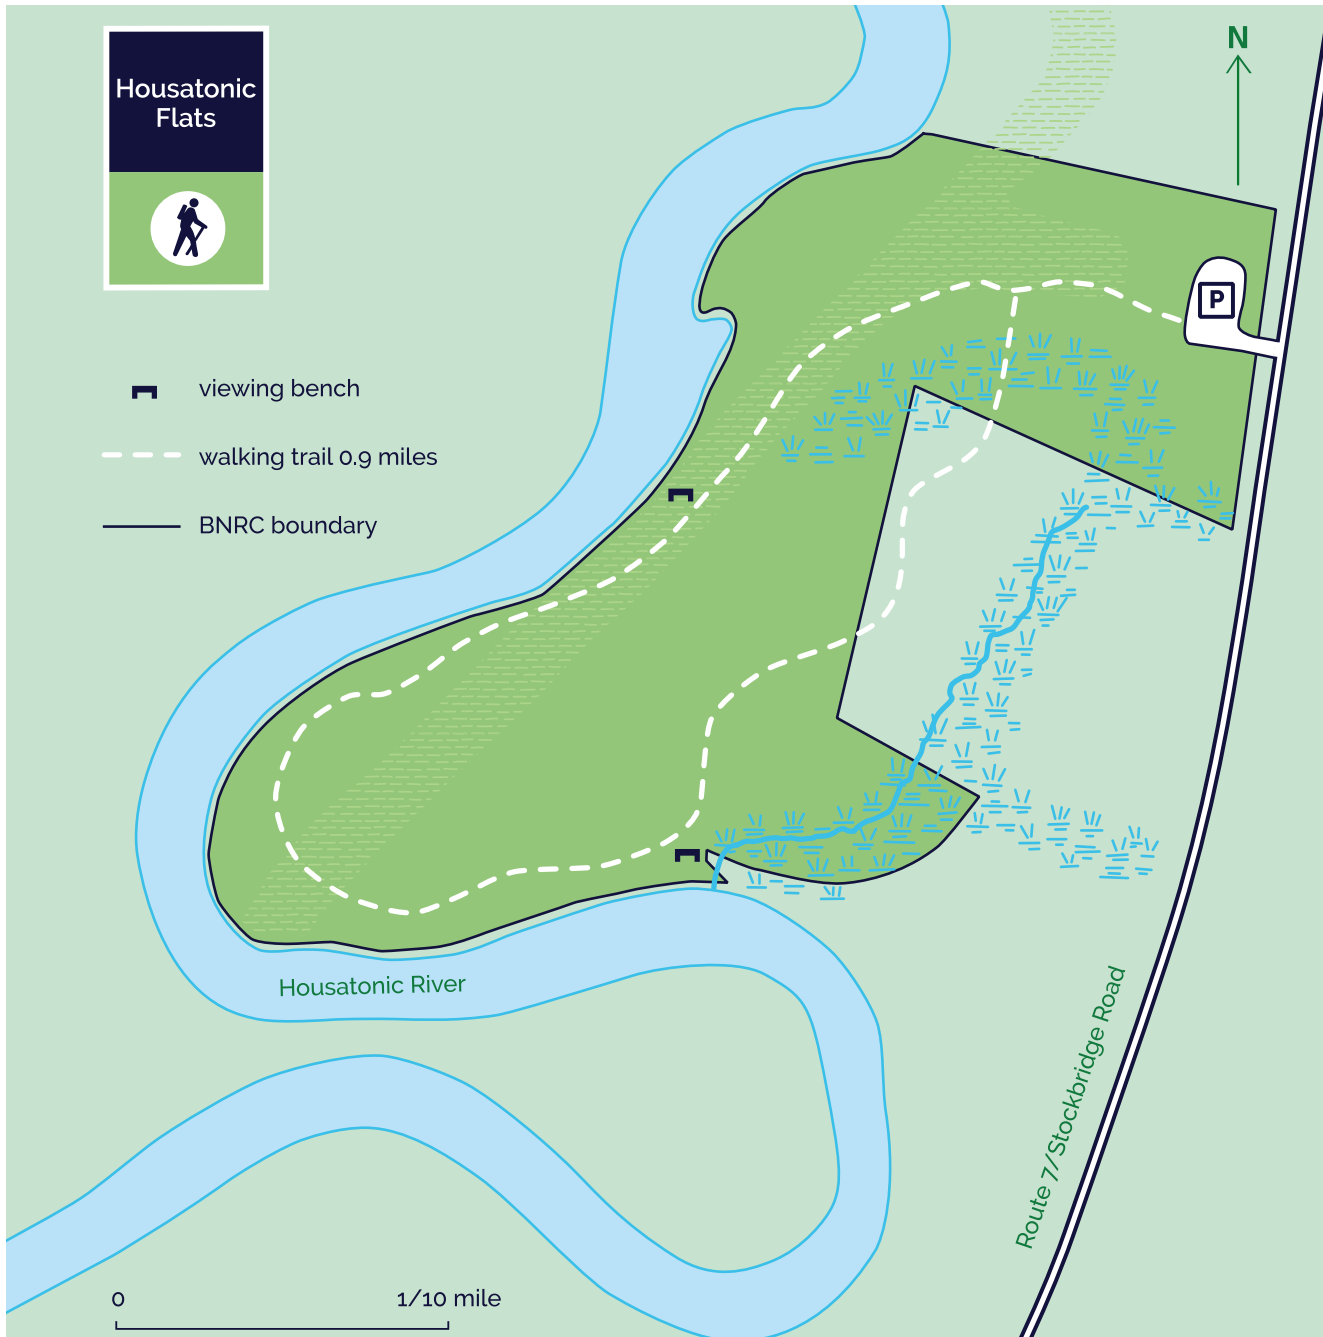 Housatonic
Flats
N
P
viewing bench
walking trail 0.9 miles
BNRC boundary
Housatonic River
Route 7/Stockbridge Road
0
1/10 mile